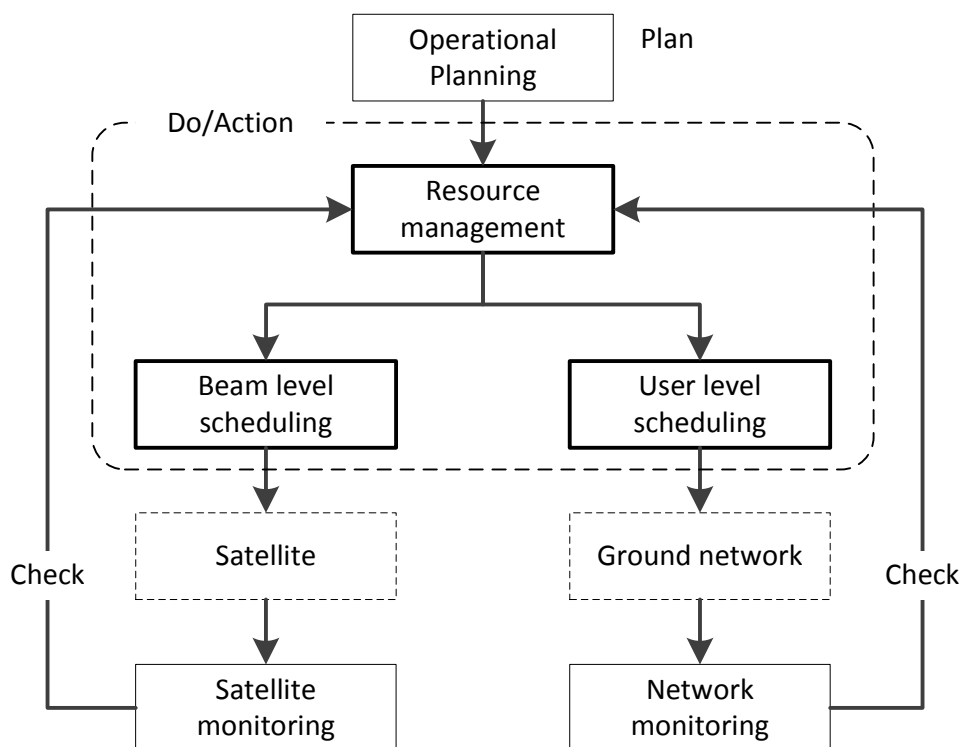 Operational
Planning
Plan
Do/Action
Resource
management
Beam level
scheduling
User level
scheduling
Satellite
Ground network
Check
Check
Satellite
monitoring
Network
monitoring